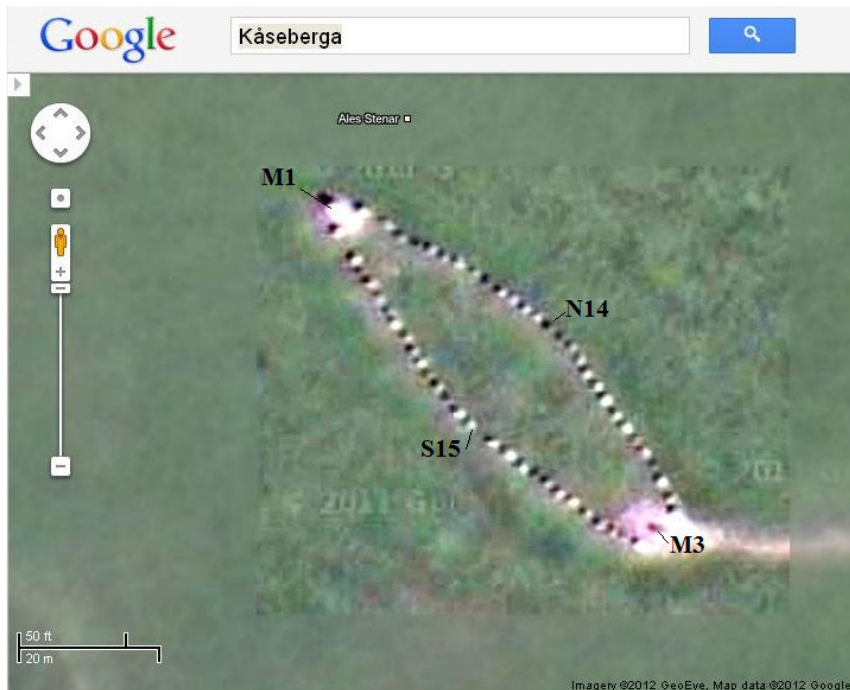 Google
Kåseberga
Ales Stenar
M1
N14
S15
M3
50 ft
20 m
Imagery ©2012 GeoEye, Map data ©2012 Google